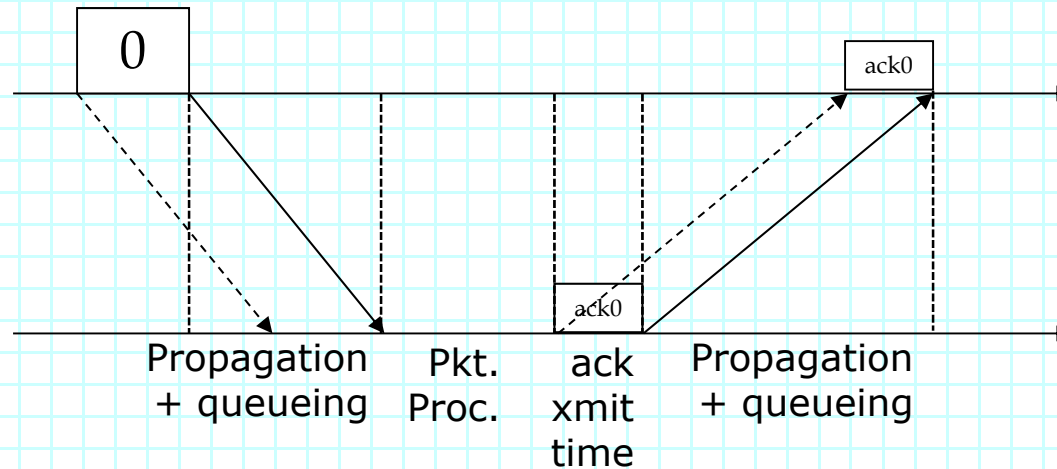 0
ack0
ack0
Propagation
+ queueing
Pkt.
Proc.
ack
xmit
time
Propagation
+ queueing